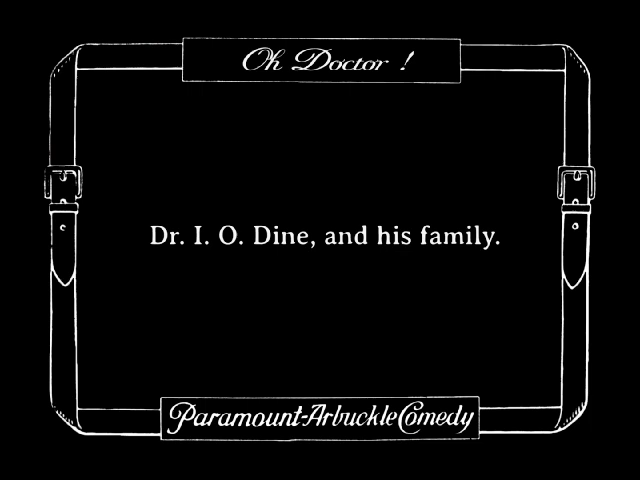 Oh Doctor !
Dr. I. O. Dine, and his family.
Paramount-Arbuckle Comedy